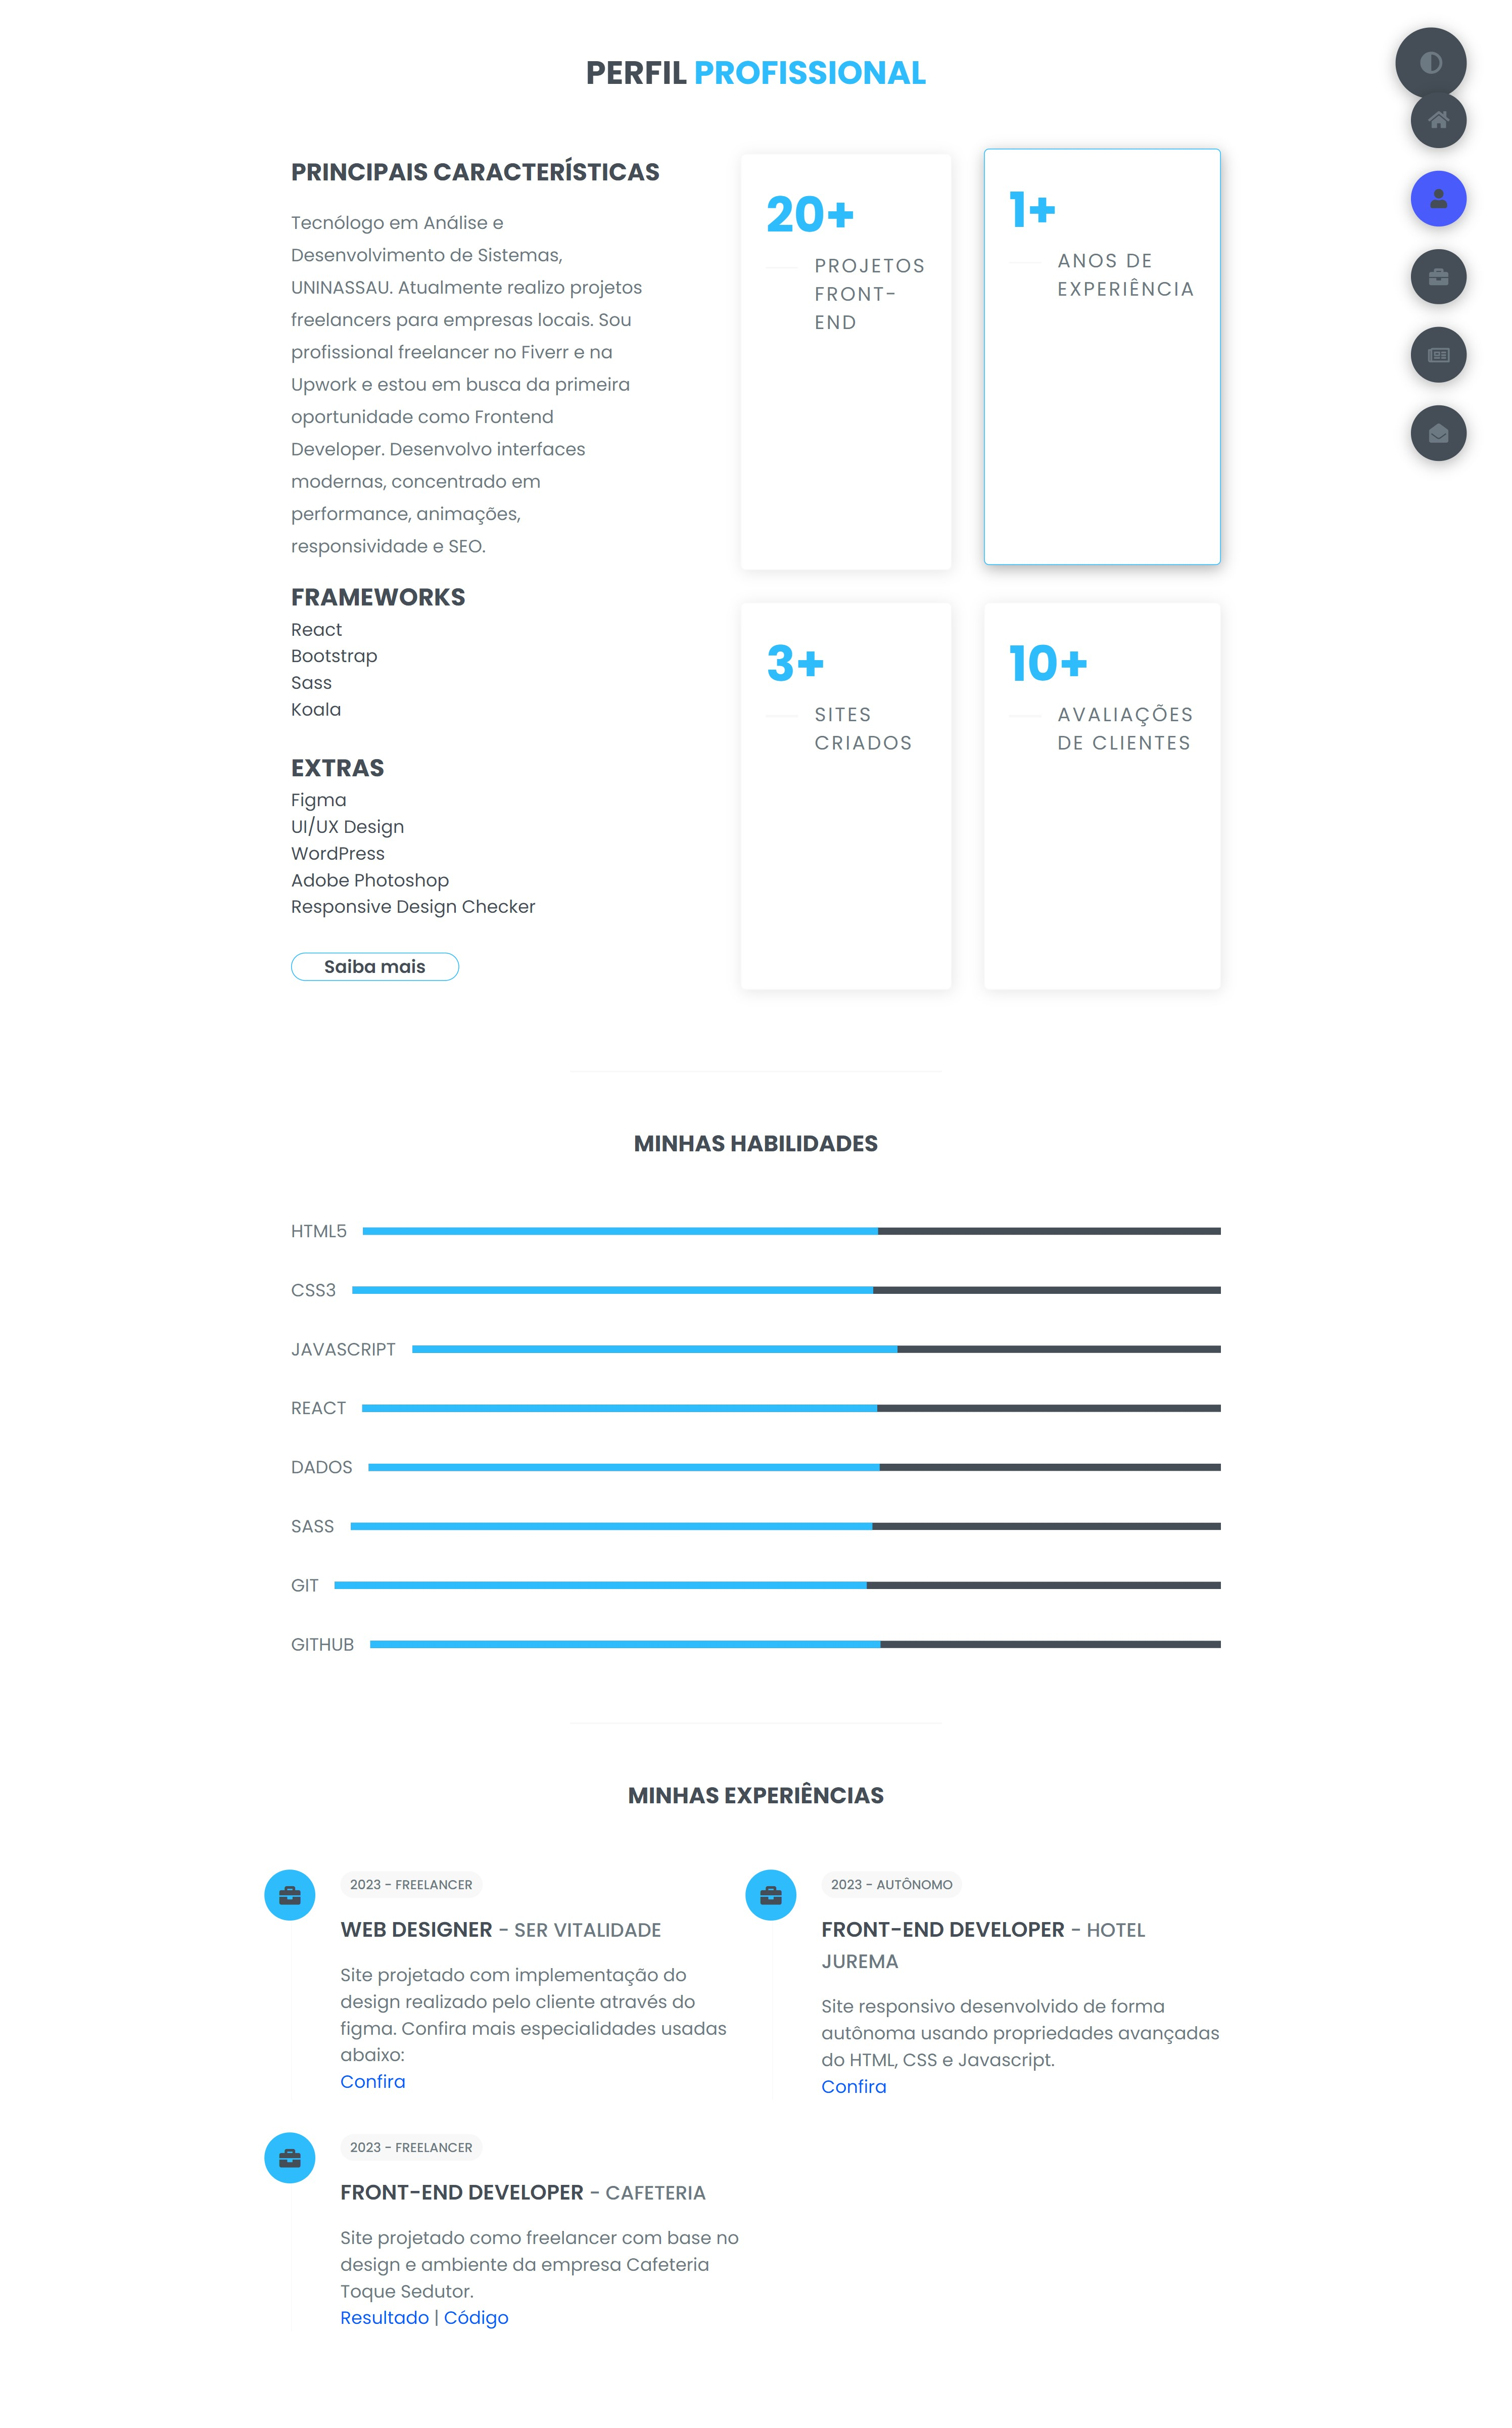 PERFIL PROFISSIONAL
PRINCIPAIS CARACTERÍSTICAS
Tecnólogo em Análise e
Desenvolvimento de Sistemas,
UNINASSAU. Atualmente realizo projetos
freelancers para empresas locais. Sou
profissional freelancer no Fiverr e na
Upwork e estou em busca da primeira
oportunidade como Frontend
Developer. Desenvolvo interfaces
modernas, concentrado em
performance, animações,
responsividade e SEO.
FRAMEWORKS
React
Bootstrap
Sass
Koala
EXTRAS
Figma
UI/UX Design
WordPress
Adobe Photoshop
Responsive Design Checker
Saiba mais
20+
PROJETOS
FRONT-
END
1+
ANOS DE
EXPERIÊNCIA
3+
SITES
CRIADOS
10+
AVALIAÇÕES
DE CLIENTES
MINHAS HABILIDADES
HTML5
CSS3
JAVASCRIPT
REACT
DADOS
SASS
GIT
GITHUB
MINHAS EXPERIÊNCIAS
2023 - FREELANCER
WEB DESIGNER - SER VITALIDADE
Site projetado com implementação do
design realizado pelo cliente através do
figma. Confira mais especialidades usadas
abaixo:
Confira
2023 - AUTÔNOMO
FRONT-END DEVELOPER - HOTEL
JUREMA
Site responsivo desenvolvido de forma
autônoma usando propriedades avançadas
do HTML, CSS e Javascript.
Confira
2023 - FREELANCER
FRONT-END DEVELOPER - CAFETERIA
Site projetado como freelancer com base no
design e ambiente da empresa Cafeteria
Toque Sedutor.
Resultado | Código